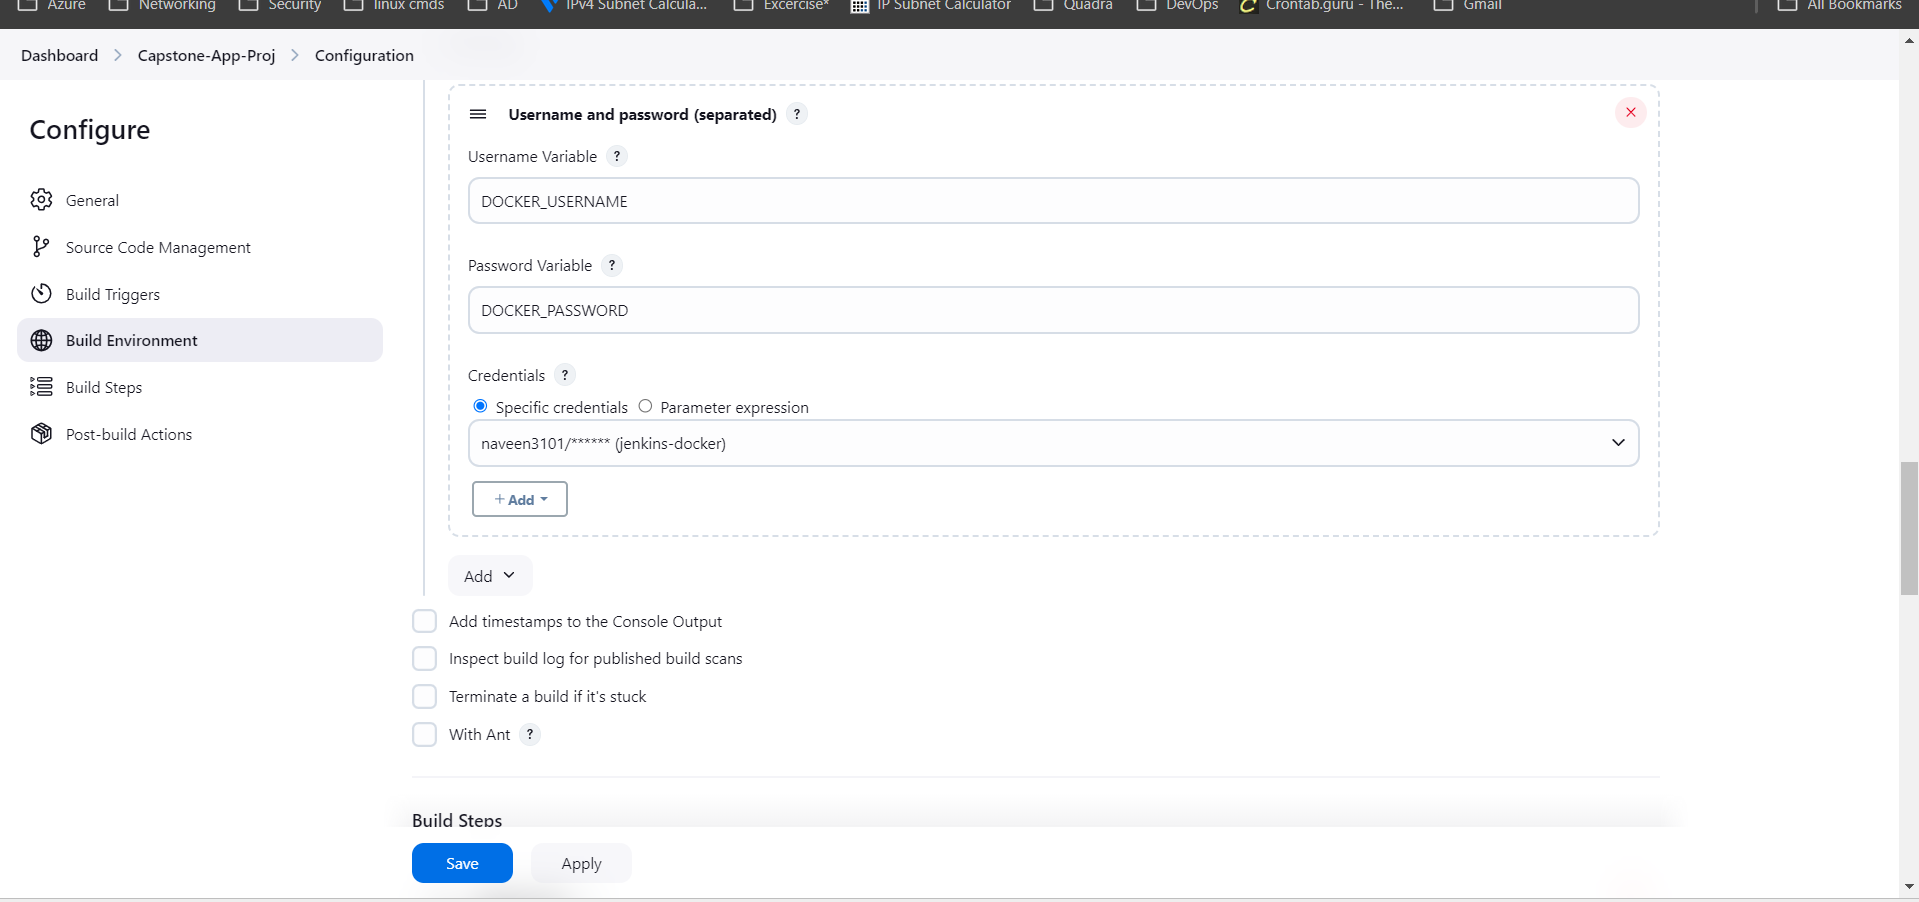 Azure Networking Security linux cmds AD IPv4 Subnet Calcula... Excercise* IP Subnet Calculator Quadra DevOps Crontab.guru - The... Gmail All Bookmarks
Dashboard > Capstone-App-Proj > Configuration
Configure
General
Source Code Management
Build Triggers
Build Environment
Build Steps
Post-build Actions
Username and password (separated) ?
Username Variable ?
DOCKER_USERNAME
Password Variable ?
DOCKER_PASSWORD
Credentials ?
Specific credentials Parameter expression
naveen3101/****** (jenkins-docker)
+ Add
Add
Add timestamps to the Console Output
Inspect build log for published build scans
Terminate a build if it's stuck
With Ant ?
Build Steps
Save Apply